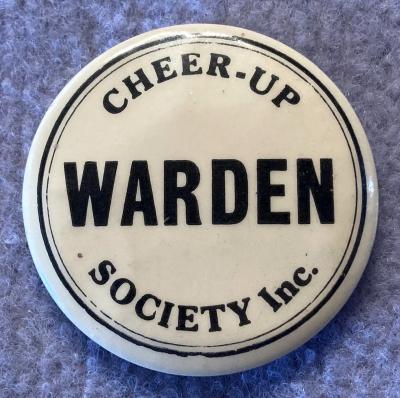 CHEER-UP
WARDEN
SOCIETY Inc.